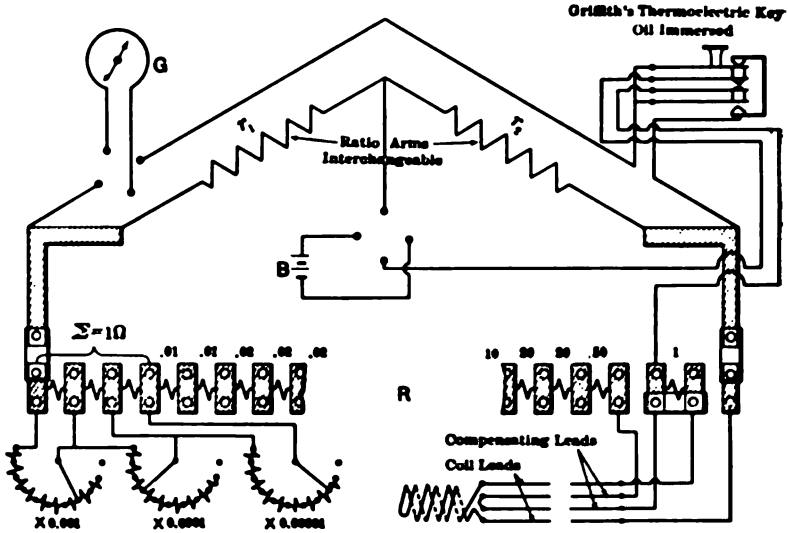 Griffith's Thermoelectric Key
Oil Immersed
G
r₁
r₂
Ratio Arms
Interchangeable
B
Σ=1Ω
.01 .01 .02 .02 .02
10 20 20 .50 1
R
Compensating Leads
Coil Leads
X 0.001 X 0.0001 X 0.00001